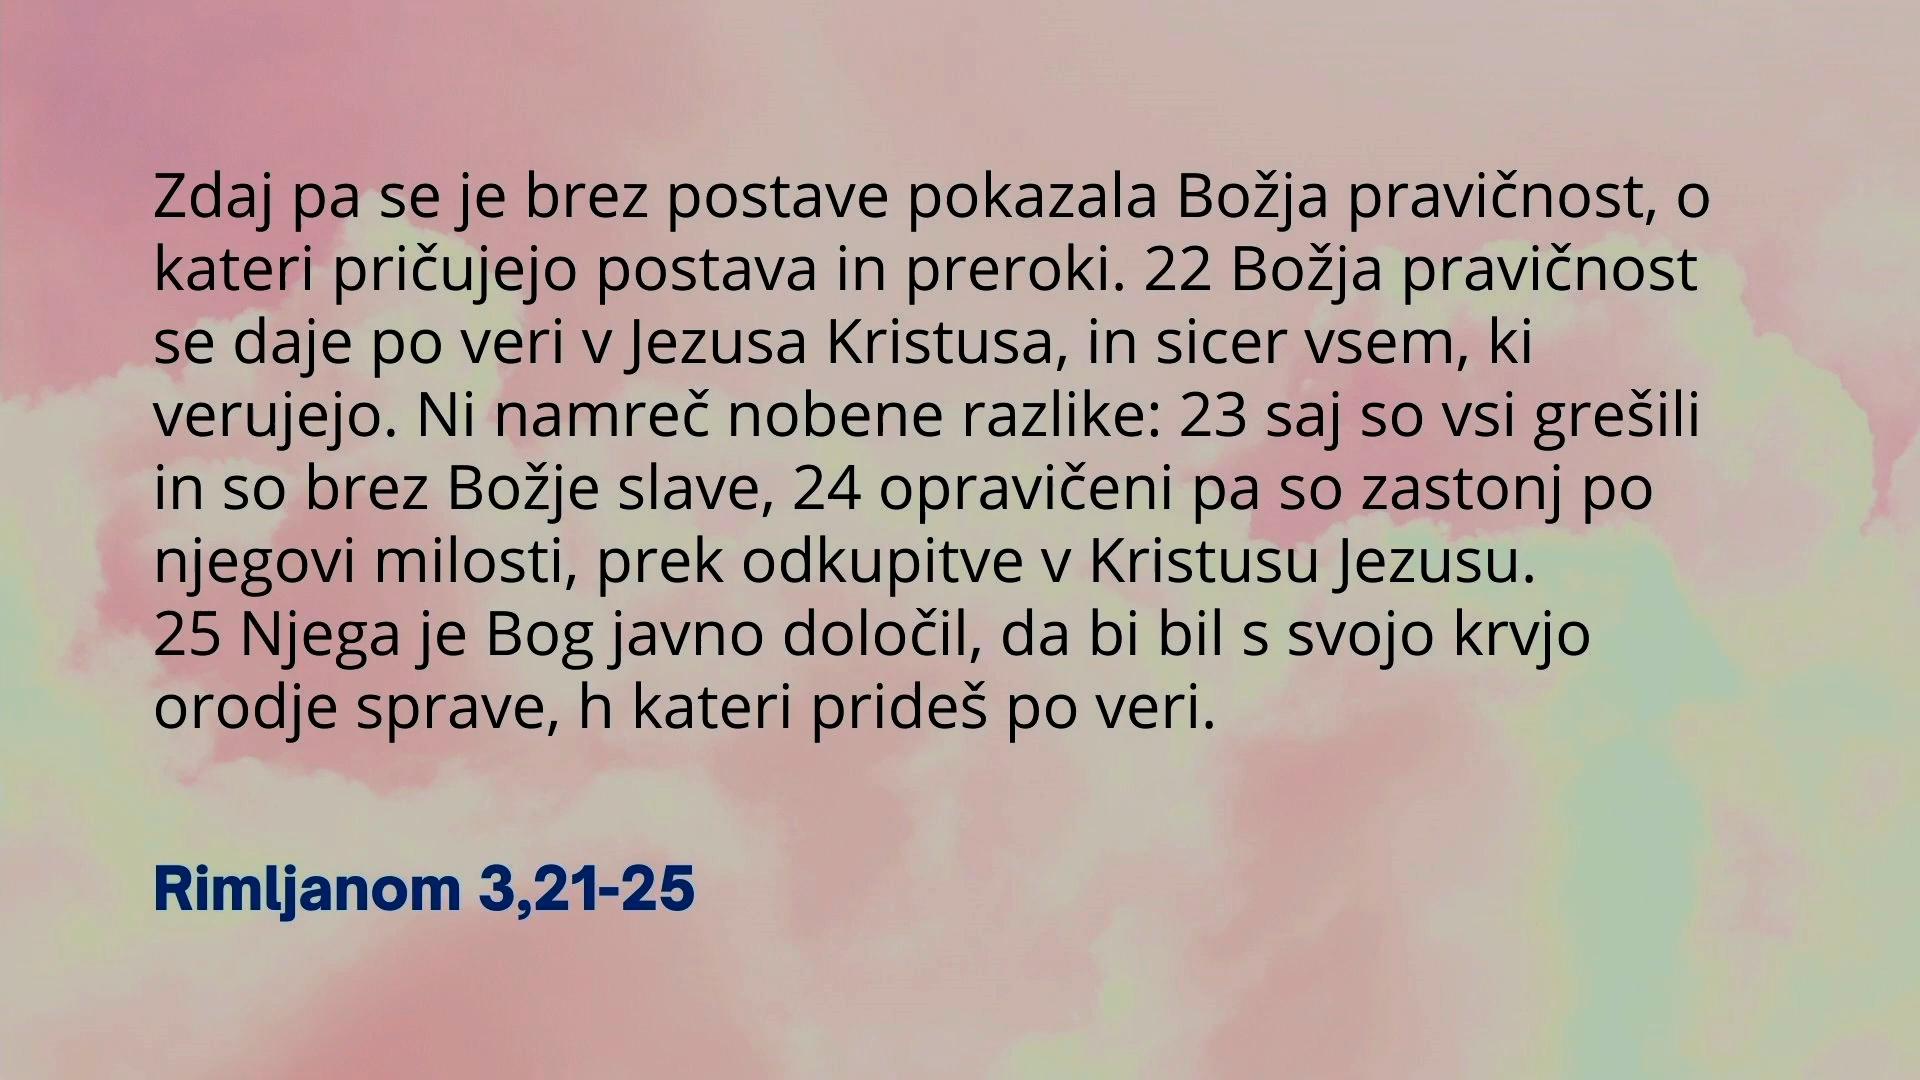 Zdaj pa se je brez postave pokazala Božja pravičnost, o
kateri pričujejo postava in preroki. 22 Božja pravičnost
se daje po veri v Jezusa Kristusa, in sicer vsem, ki
verujejo. Ni namreč nobene razlike: 23 saj so vsi grešili
in so brez Božje slave, 24 opravičeni pa so zastonj po
njegovi milosti, prek odkupitve v Kristusu Jezusu.
25 Njega je Bog javno določil, da bi bil s svojo krvjo
orodje sprave, h kateri prideš po veri.
Rimljanom 3,21-25